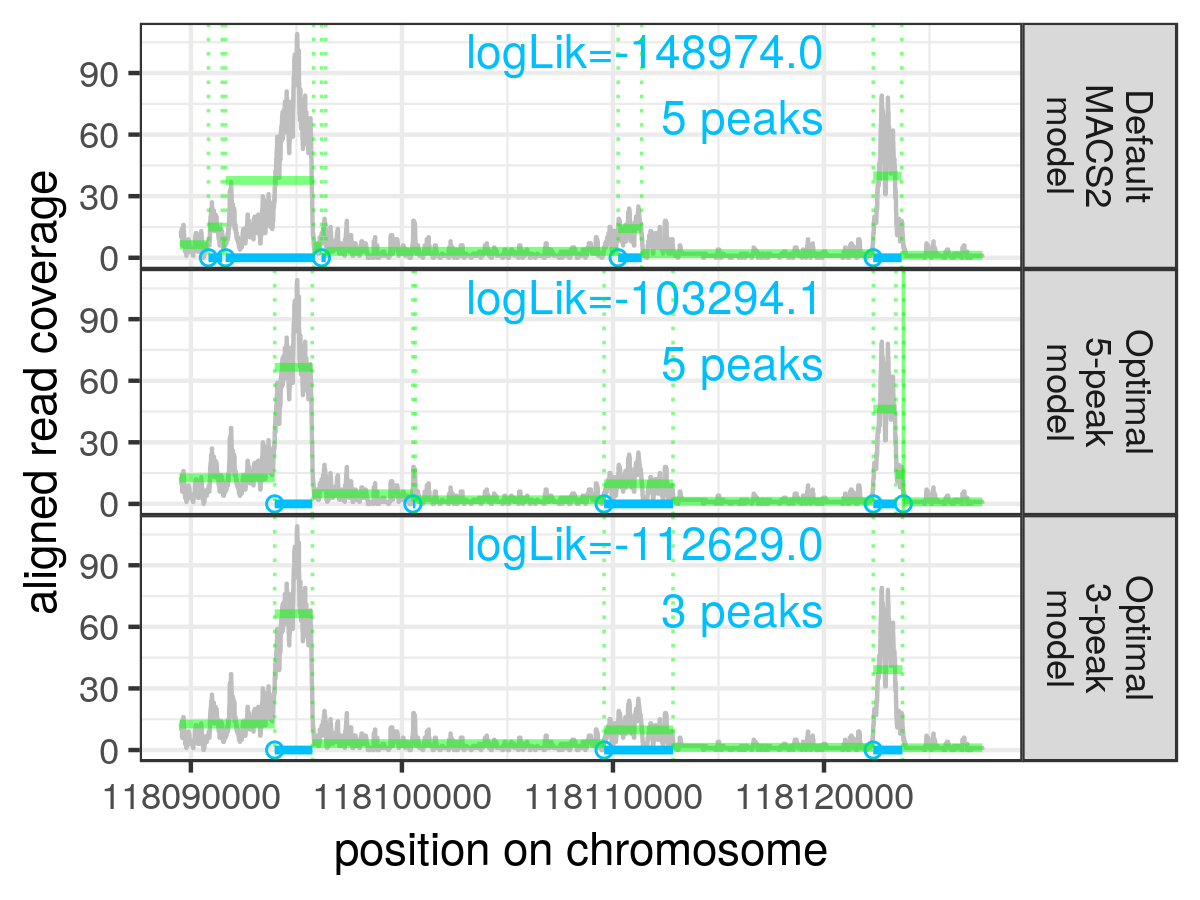 aligned read coverage
90
60
30
0
logLik=-148974.0
5 peaks
Default
MACS2
model
90
60
30
0
logLik=-103294.1
5 peaks
Optimal
5-peak
model
90
60
30
0
logLik=-112629.0
3 peaks
Optimal
3-peak
model
118090000 118100000 118110000 118120000
position on chromosome